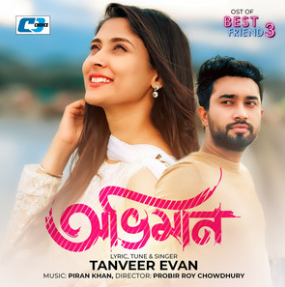 OST OF
BEST
FRIEND 3
অভিমান
LYRIC, TUNE & SINGER
TANVEER EVAN
MUSIC: PIRAN KHAN, DIRECTOR: PROBIR ROY CHOWDHURY